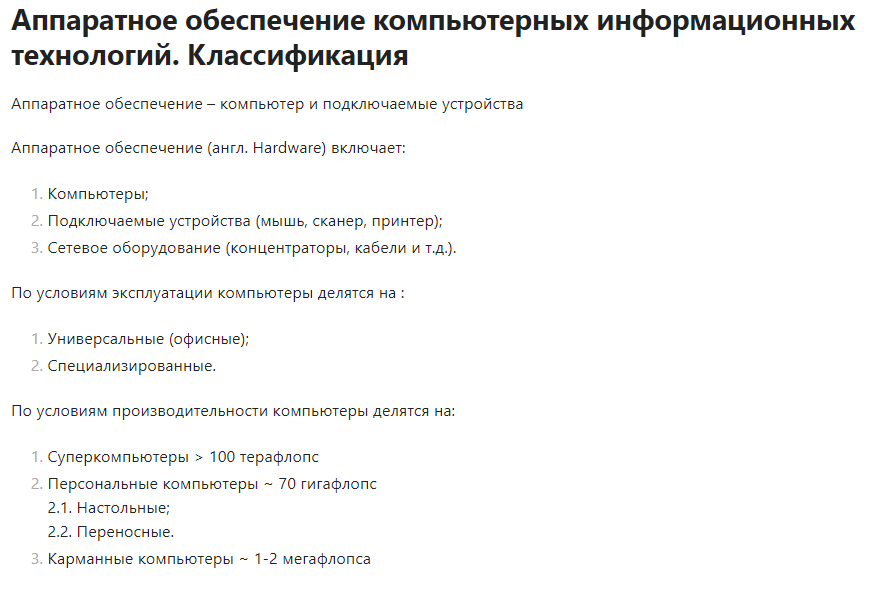 Аппаратное обеспечение компьютерных информационных
технологий. Классификация
Аппаратное обеспечение – компьютер и подключаемые устройства
Аппаратное обеспечение (англ. Hardware) включает:
1. Компьютеры;
2. Подключаемые устройства (мышь, сканер, принтер);
3. Сетевое оборудование (концентраторы, кабели и т.д.).
По условиям эксплуатации компьютеры делятся на :
1. Универсальные (офисные);
2. Специализированные.
По условиям производительности компьютеры делятся на:
1. Суперкомпьютеры > 100 терафлопс
2. Персональные компьютеры ~ 70 гигафлопс
2.1. Настольные;
2.2. Переносные.
3. Карманные компьютеры ~ 1-2 мегафлопса